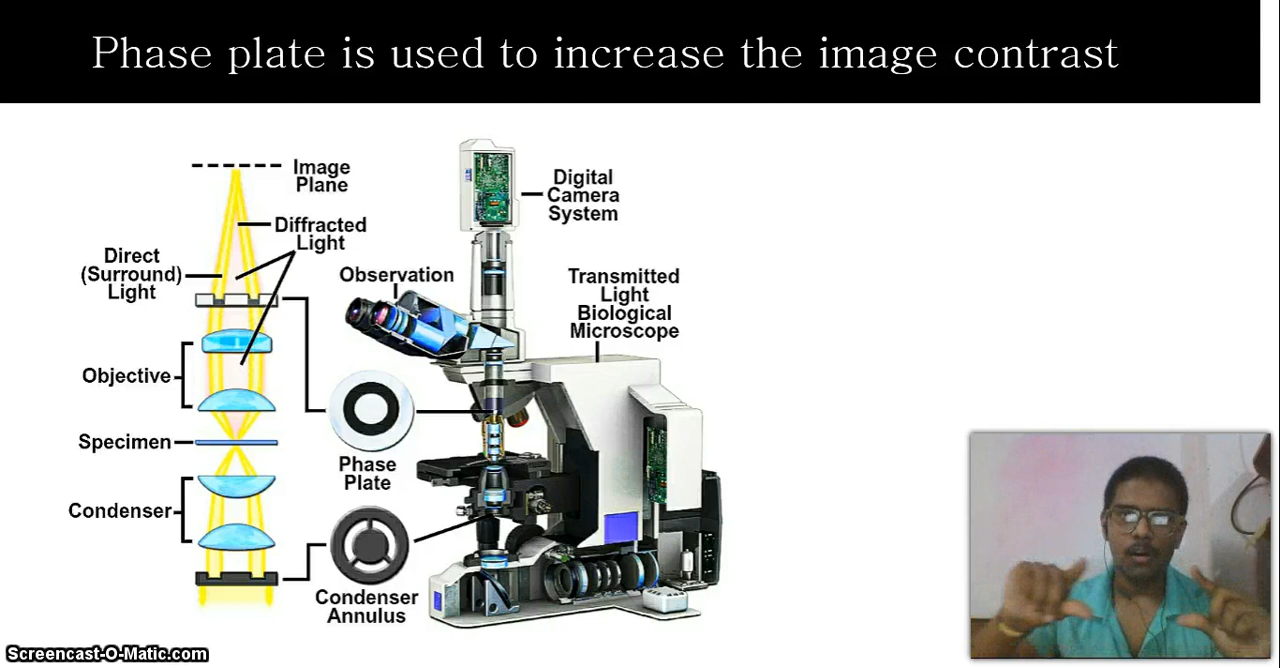 Phase plate is used to increase the image contrast
Image
Plane
Diffracted
Light
Direct
(Surround)
Light
Objective
Specimen
Condenser
Phase
Plate
Condenser
Annulus
Observation
Digital
Camera
System
Transmitted
Light
Biological
Microscope
Screencast-O-Matic.com